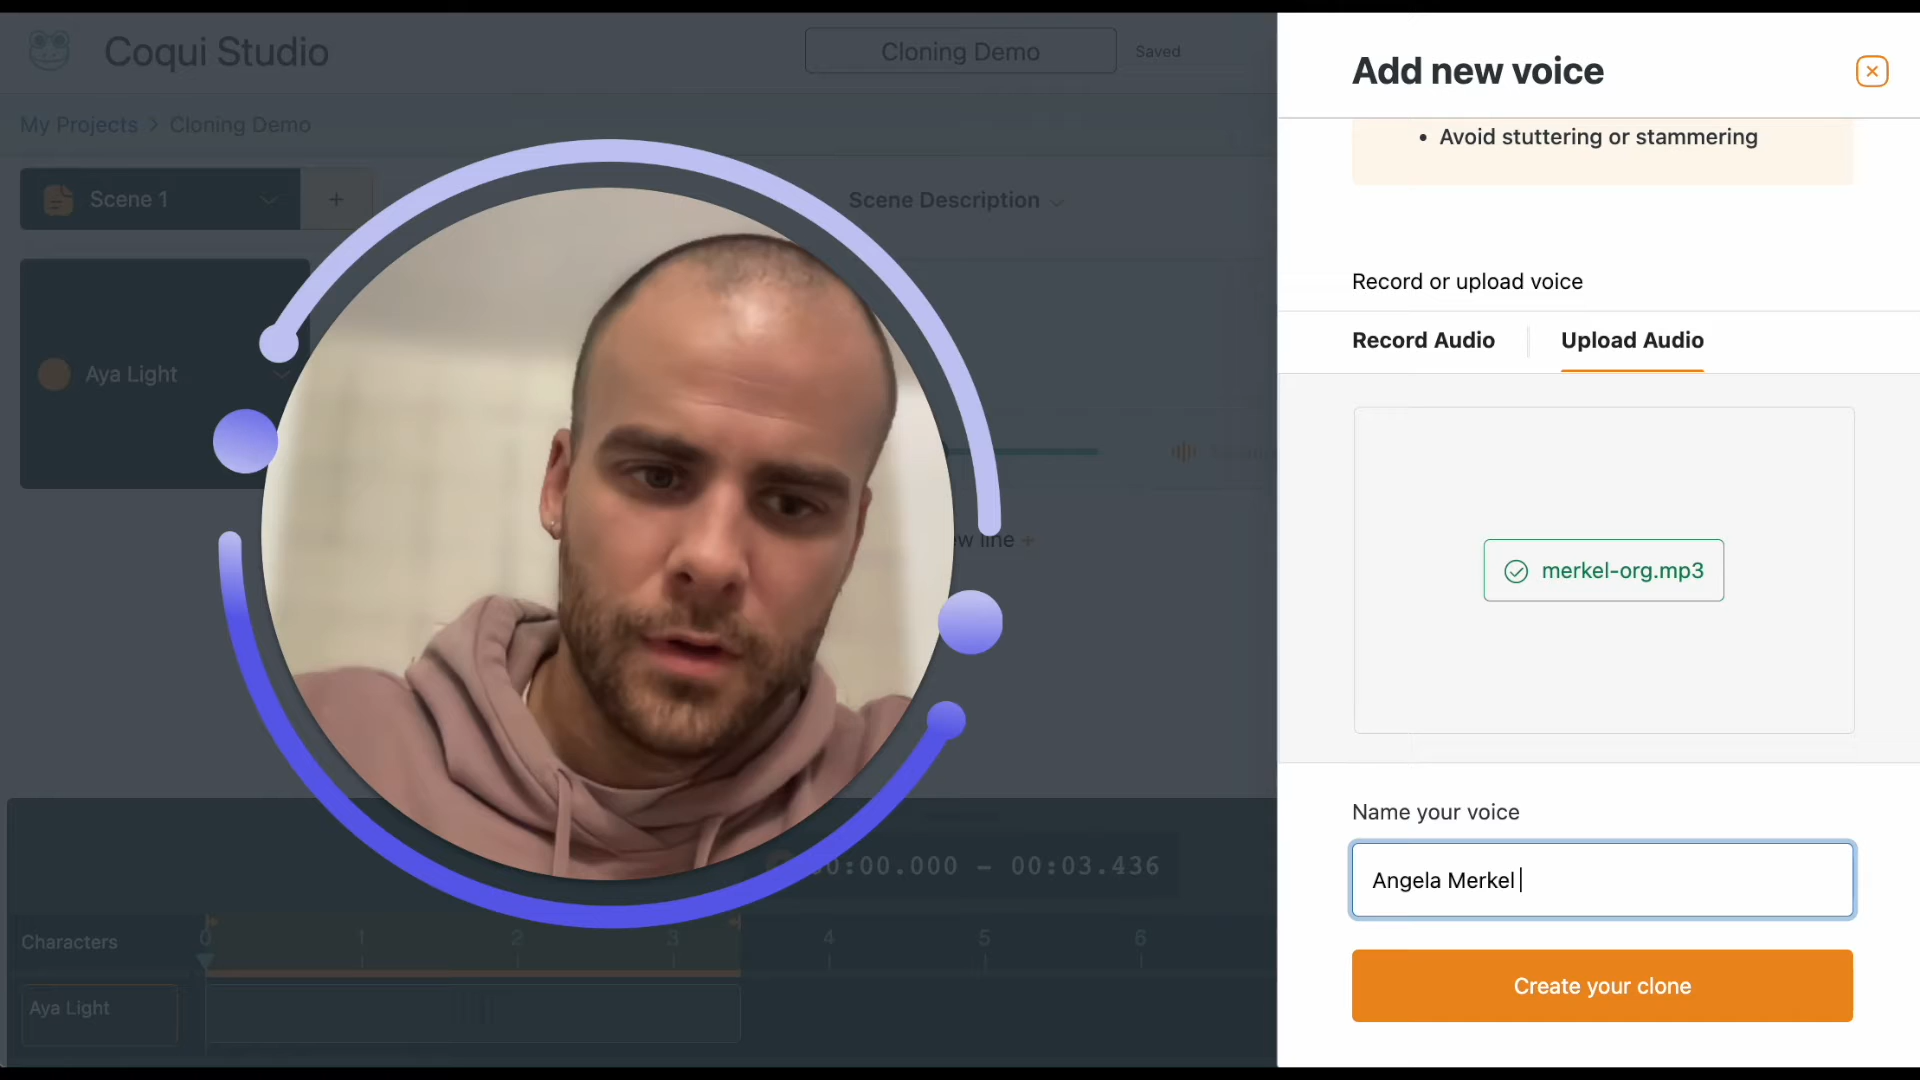 Coqui Studio
Cloning Demo
Saved
My Projects > Cloning Demo
Scene 1
+
Scene Description
Aya Light
ew line +
00:00.000 – 00:03.436
Characters
0 1 2 3 4 5 6
Aya Light
Add new voice
• Avoid stuttering or stammering
Record or upload voice
Record Audio
Upload Audio
merkel-org.mp3
Name your voice
Angela Merkel
Create your clone